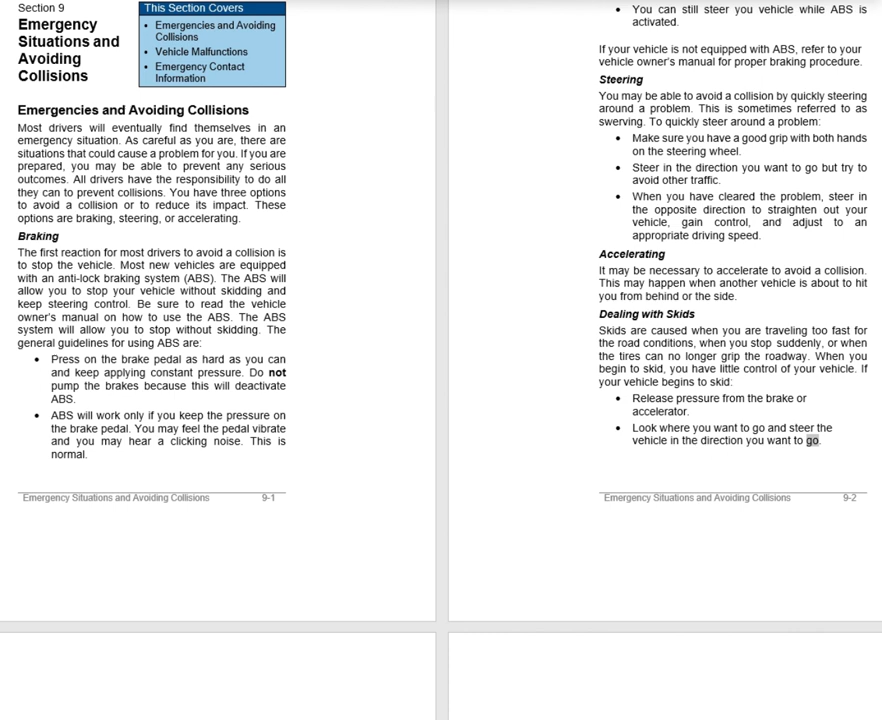 Section 9
Emergency
Situations and
Avoiding
Collisions
This Section Covers
• Emergencies and Avoiding
Collisions
• Vehicle Malfunctions
• Emergency Contact
Information
Emergencies and Avoiding Collisions
Most drivers will eventually find themselves in an
emergency situation. As careful as you are, there are
situations that could cause a problem for you. If you are
prepared, you may be able to prevent any serious
outcomes. All drivers have the responsibility to do all
they can to prevent collisions. You have three options
to avoid a collision or to reduce its impact. These
options are braking, steering, or accelerating.
Braking
The first reaction for most drivers to avoid a collision is
to stop the vehicle. Most new vehicles are equipped
with an anti-lock braking system (ABS). The ABS will
allow you to stop your vehicle without skidding and
keep steering control. Be sure to read the vehicle
owner's manual on how to use the ABS. The ABS
system will allow you to stop without skidding. The
general guidelines for using ABS are:
• Press on the brake pedal as hard as you can
and keep applying constant pressure. Do not
pump the brakes because this will deactivate
ABS.
• ABS will work only if you keep the pressure on
the brake pedal. You may feel the pedal vibrate
and you may hear a clicking noise. This is
normal.
Emergency Situations and Avoiding Collisions 9-1
• You can still steer you vehicle while ABS is
activated.
If your vehicle is not equipped with ABS, refer to your
vehicle owner's manual for proper braking procedure.
Steering
You may be able to avoid a collision by quickly steering
around a problem. This is sometimes referred to as
swerving. To quickly steer around a problem:
• Make sure you have a good grip with both hands
on the steering wheel.
• Steer in the direction you want to go but try to
avoid other traffic.
• When you have cleared the problem, steer in
the opposite direction to straighten out your
vehicle, gain control, and adjust to an
appropriate driving speed.
Accelerating
It may be necessary to accelerate to avoid a collision.
This may happen when another vehicle is about to hit
you from behind or the side.
Dealing with Skids
Skids are caused when you are traveling too fast for
the road conditions, when you stop suddenly, or when
the tires can no longer grip the roadway. When you
begin to skid, you have little control of your vehicle. If
your vehicle begins to skid:
• Release pressure from the brake or
accelerator.
• Look where you want to go and steer the
vehicle in the direction you want to go.
Emergency Situations and Avoiding Collisions 9-2